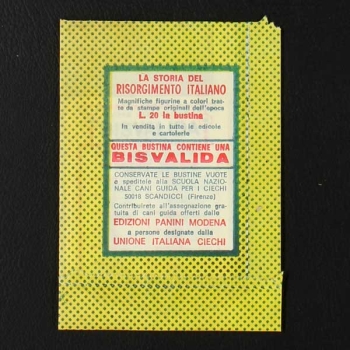 LA STORIA DEL
RISORGIMENTO ITALIANO
Magnifiche figurine a colori trat-
te da stampe originali dell'epoca
L. 20 la bustina
In vendita in tutte le edicole
e cartolerie
QUESTA BUSTINA CONTIENE UNA
BISVALIDA
CONSERVATE LE BUSTINE VUOTE
e speditele alla SCUOLA NAZIO-
NALE CANI GUIDA PER I CIECHI
50018 SCANDICCI (Firenze)
Contribuirete all'assegnazione gra-
tuita di cani guida offerti dalle
EDIZIONI PANINI MODENA
a persone designate dalla
UNIONE ITALIANA CIECHI